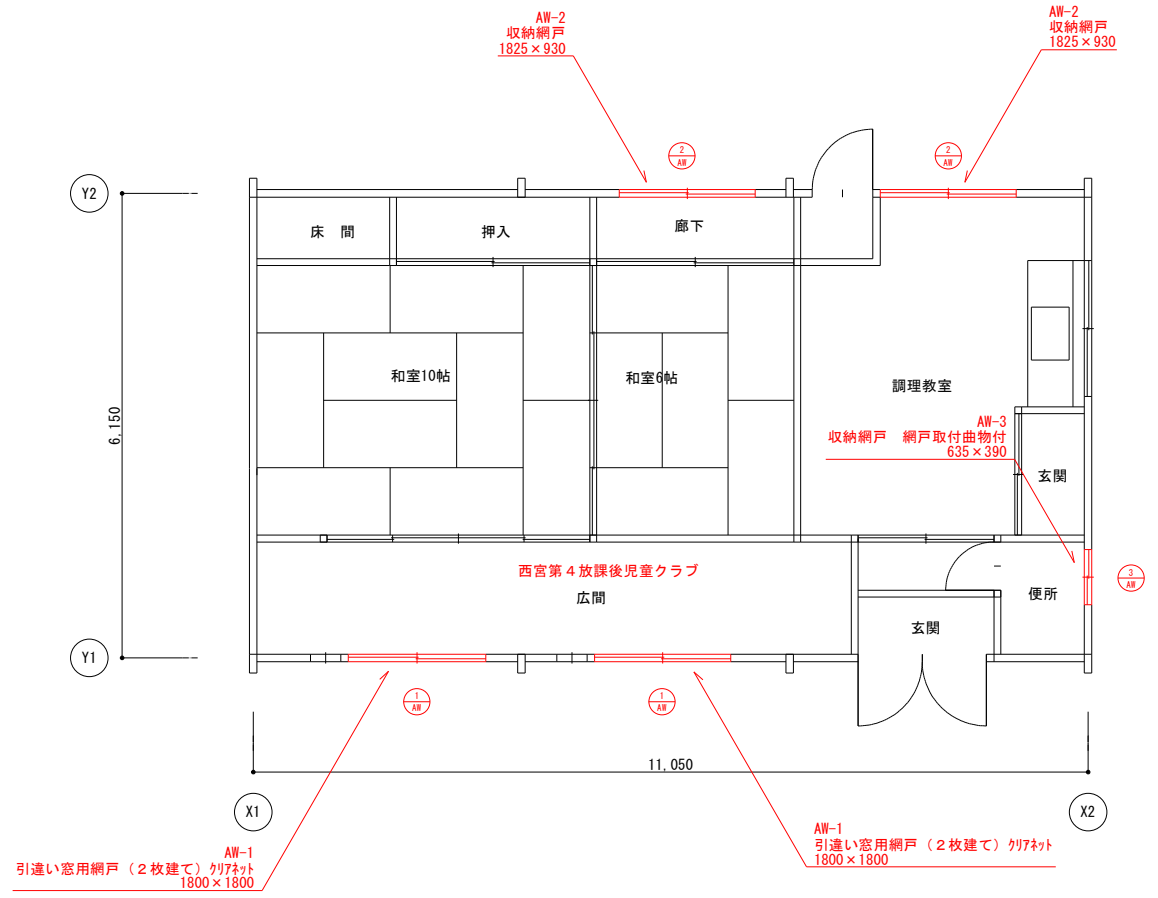 AW-2
収納網戸
1825×930
AW-2
収納網戸
1825×930
2
AW
2
AW
Y2
床　間
押入
廊下
和室10帖
和室6帖
調理教室
6,150
AW-3
収納網戸　網戸取付曲物付
635×390
玄関
西宮第４放課後児童クラブ
広間
3
AW
便所
玄関
Y1
1
AW
1
AW
11,050
X1
X2
AW-1
引違い窓用網戸（２枚建て）ｸﾘｱﾈｯﾄ
1800×1800
AW-1
引違い窓用網戸（２枚建て）ｸﾘｱﾈｯﾄ
1800×1800